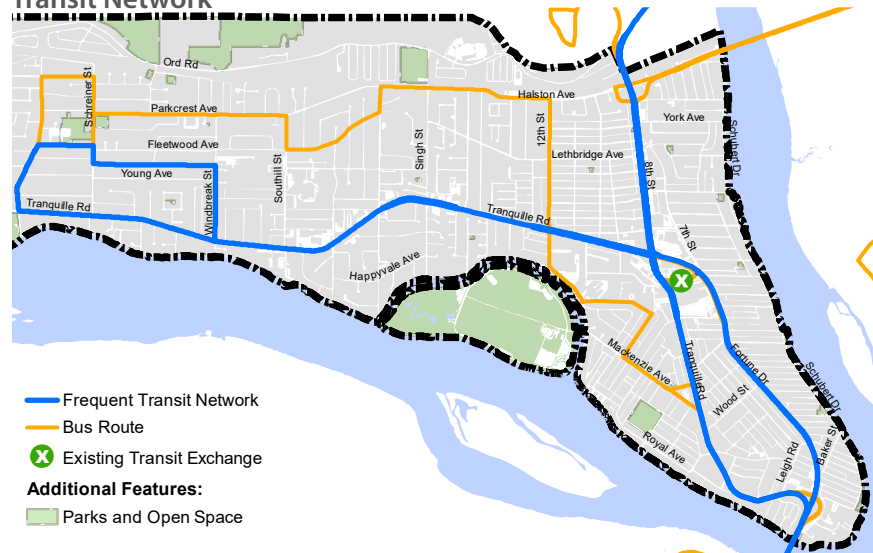 Transit Network
Ord Rd
Schreiner St
Halston Ave
Parkcrest Ave
York Ave
Schubert Dr
12th St
Singh St
Fleetwood Ave
Lethbridge Ave
Southill St
8th St
Young Ave
Windbreak St
Tranquille Rd
Tranquille Rd
7th St
Happyvale Ave
X
Mackenzie Ave
Tranquille Rd
Fortune Dr
Schubert Dr
Wood St
Royal Ave
Leigh Rd
Baker St
Frequent Transit Network
Bus Route
X Existing Transit Exchange
Additional Features:
Parks and Open Space